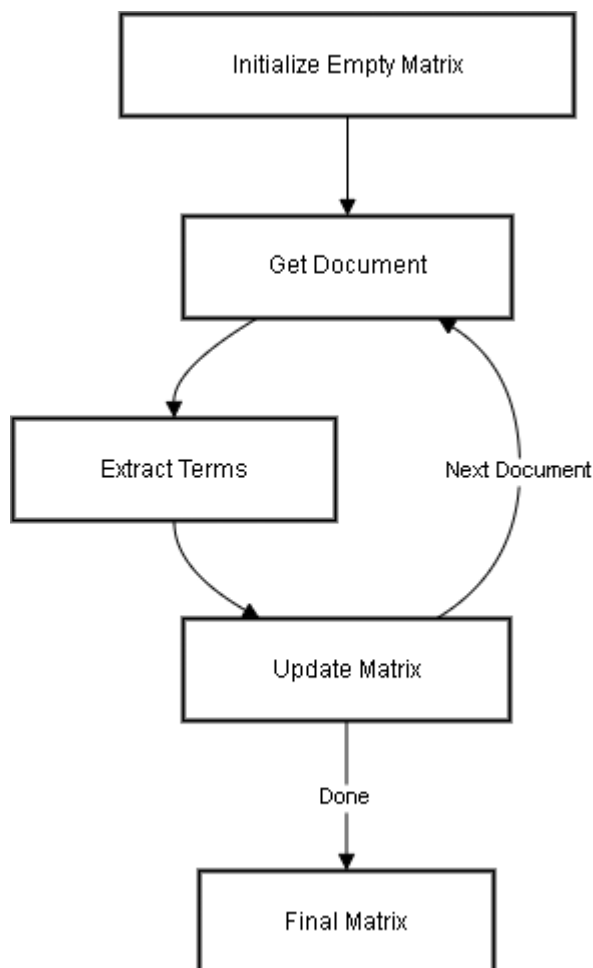 Initialize Empty Matrix
Get Document
Extract Terms
Next Document
Update Matrix
Done
Final Matrix